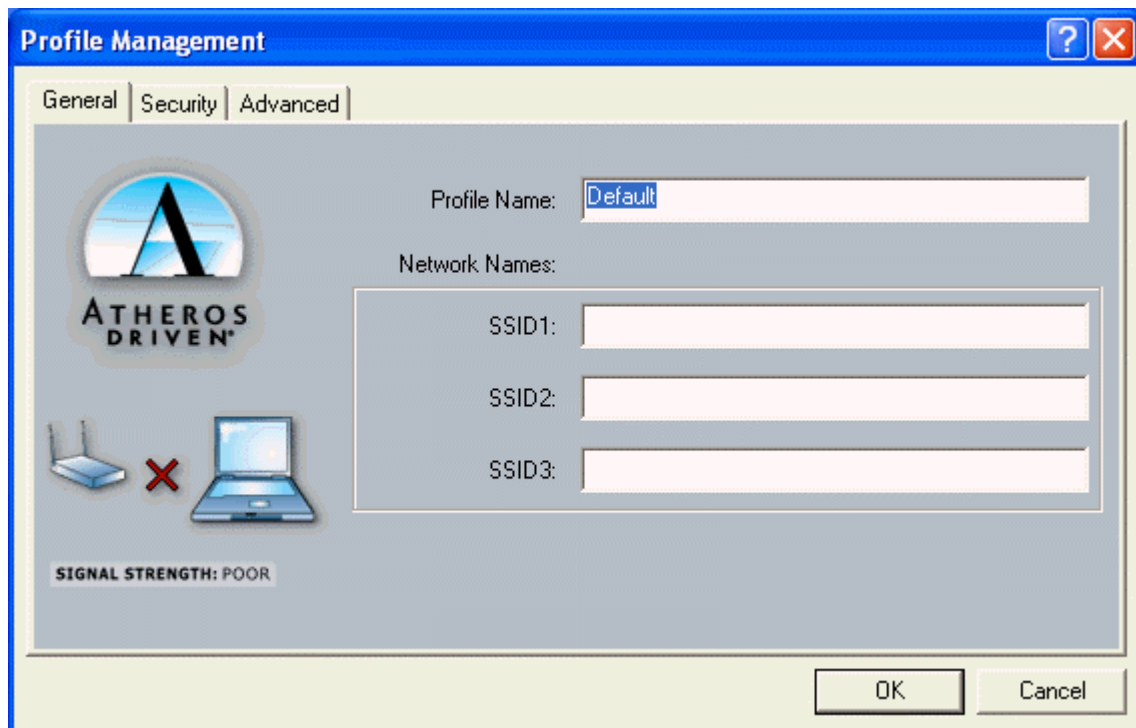 Profile Management
General
Security
Advanced
ATHEROS
DRIVEN®
Profile Name:
Default
Network Names:
SSID1:
SSID2:
SSID3:
SIGNAL STRENGTH: POOR
OK
Cancel